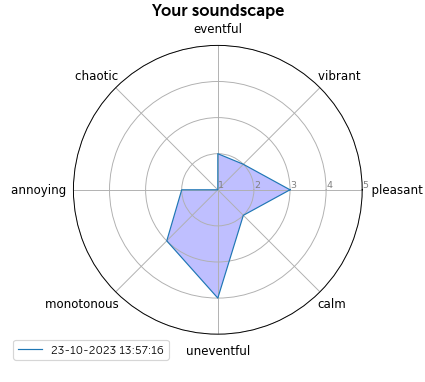 Your soundscape
eventful
chaotic
vibrant
annoying
1 2 3 4 5
pleasant
monotonous
calm
uneventful
23-10-2023 13:57:16